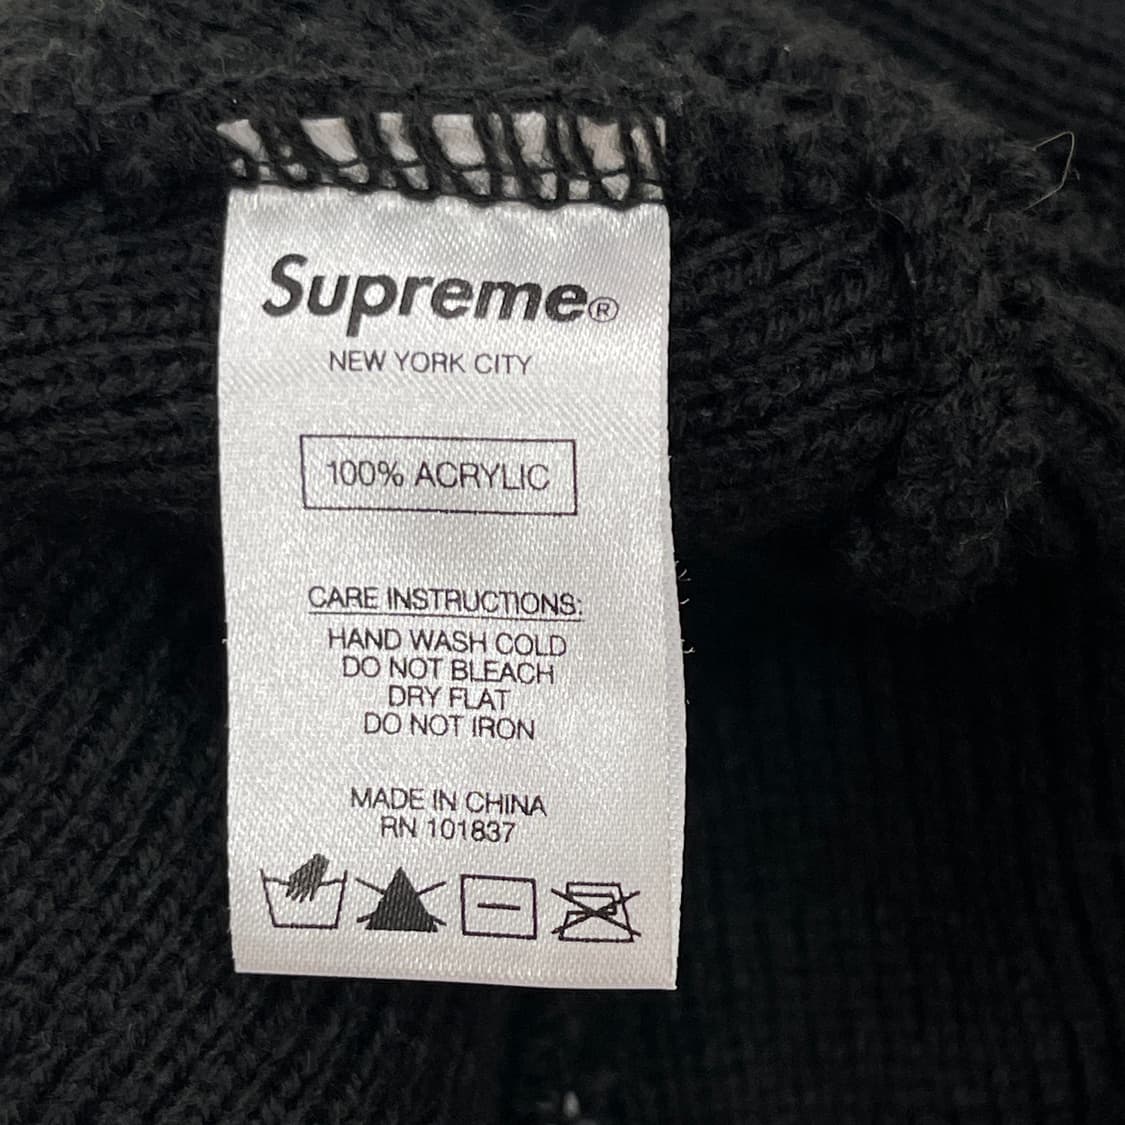 Supreme®
NEW YORK CITY
100% ACRYLIC
CARE INSTRUCTIONS:
HAND WASH COLD
DO NOT BLEACH
DRY FLAT
DO NOT IRON
MADE IN CHINA
RN 101837